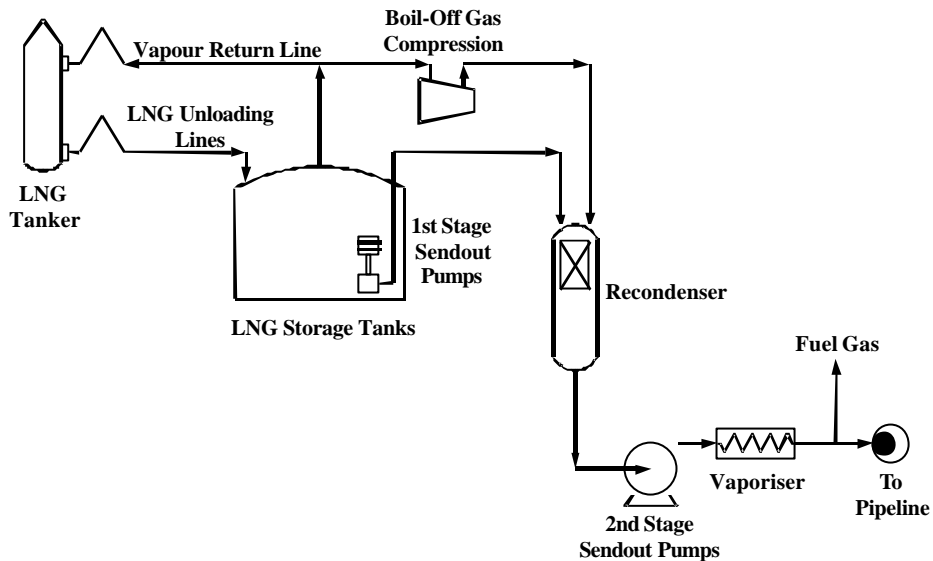 Boil-Off Gas
Compression
Vapour Return Line
LNG Unloading
Lines
LNG
Tanker
1st Stage
Sendout
Pumps
LNG Storage Tanks
Recondenser
Fuel Gas
Vaporiser
To
Pipeline
2nd Stage
Sendout Pumps